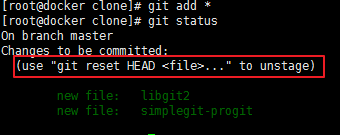 [root@docker clone]# git add *
[root@docker clone]# git status
On branch master
Changes to be committed:
(use "git reset HEAD <file>..." to unstage)
new file: libgit2
new file: simplegit-progit